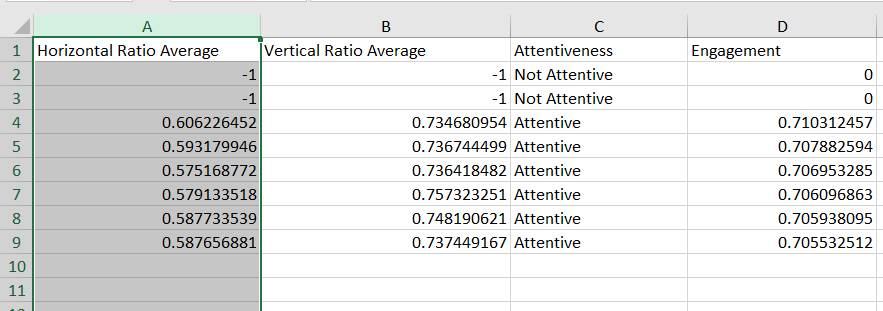 A B C D
1 Horizontal Ratio Average Vertical Ratio Average Attentiveness Engagement
2 -1 -1 Not Attentive 0
3 -1 -1 Not Attentive 0
4 0.606226452 0.734680954 Attentive 0.710312457
5 0.593179946 0.736744499 Attentive 0.707882594
6 0.575168772 0.736418482 Attentive 0.706953285
7 0.579133518 0.757323251 Attentive 0.706096863
8 0.587733539 0.748190621 Attentive 0.705938095
9 0.587656881 0.737449167 Attentive 0.705532512
10
11